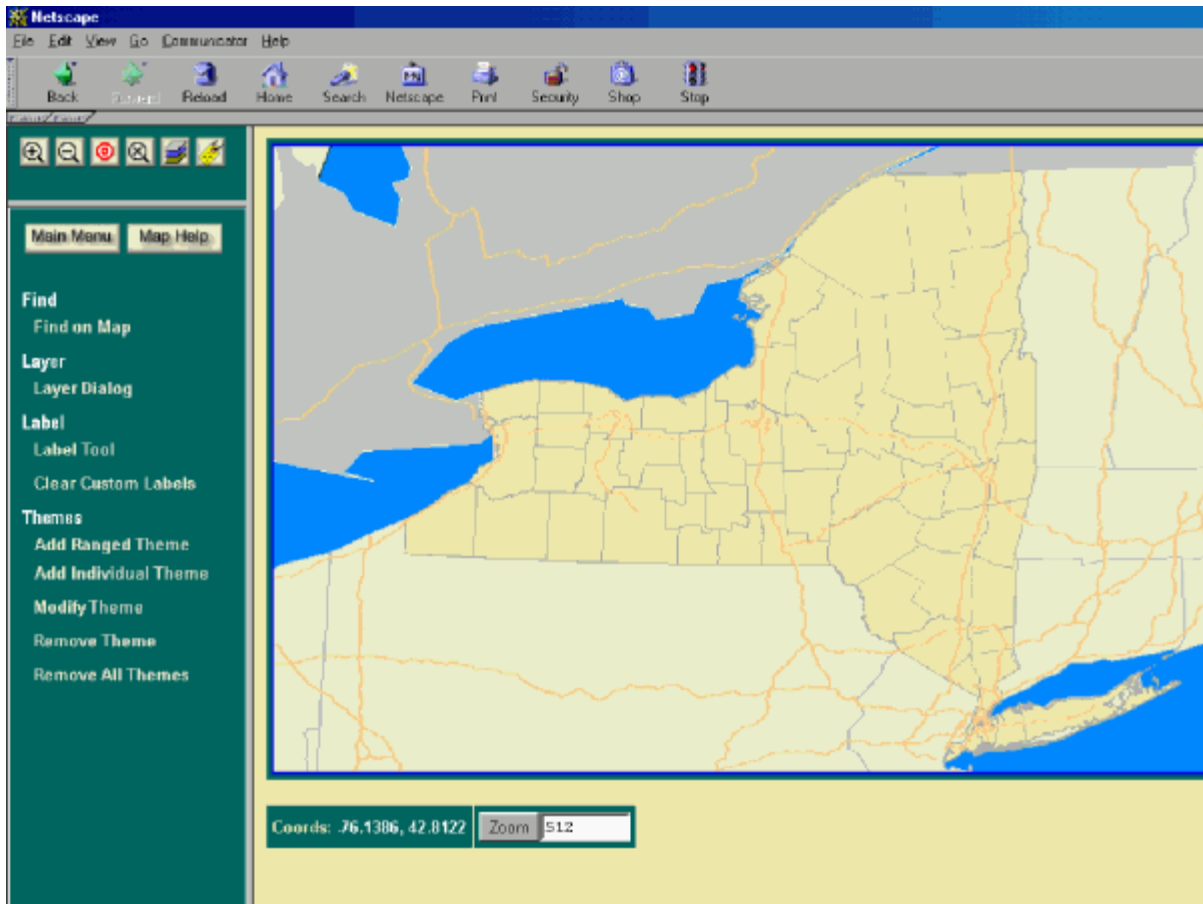 Netscape
File Edit View Go Communicator Help
Back Forward Reload Home Search Netscape Print Security Shop Stop
Main Menu Map Help
Find
Find on Map
Layer
Layer Dialog
Label
Label Tool
Clear Custom Labels
Themes
Add Ranged Theme
Add Individual Theme
Modify Theme
Remove Theme
Remove All Themes
Coords: -76.1386, 42.8122 Zoom 512